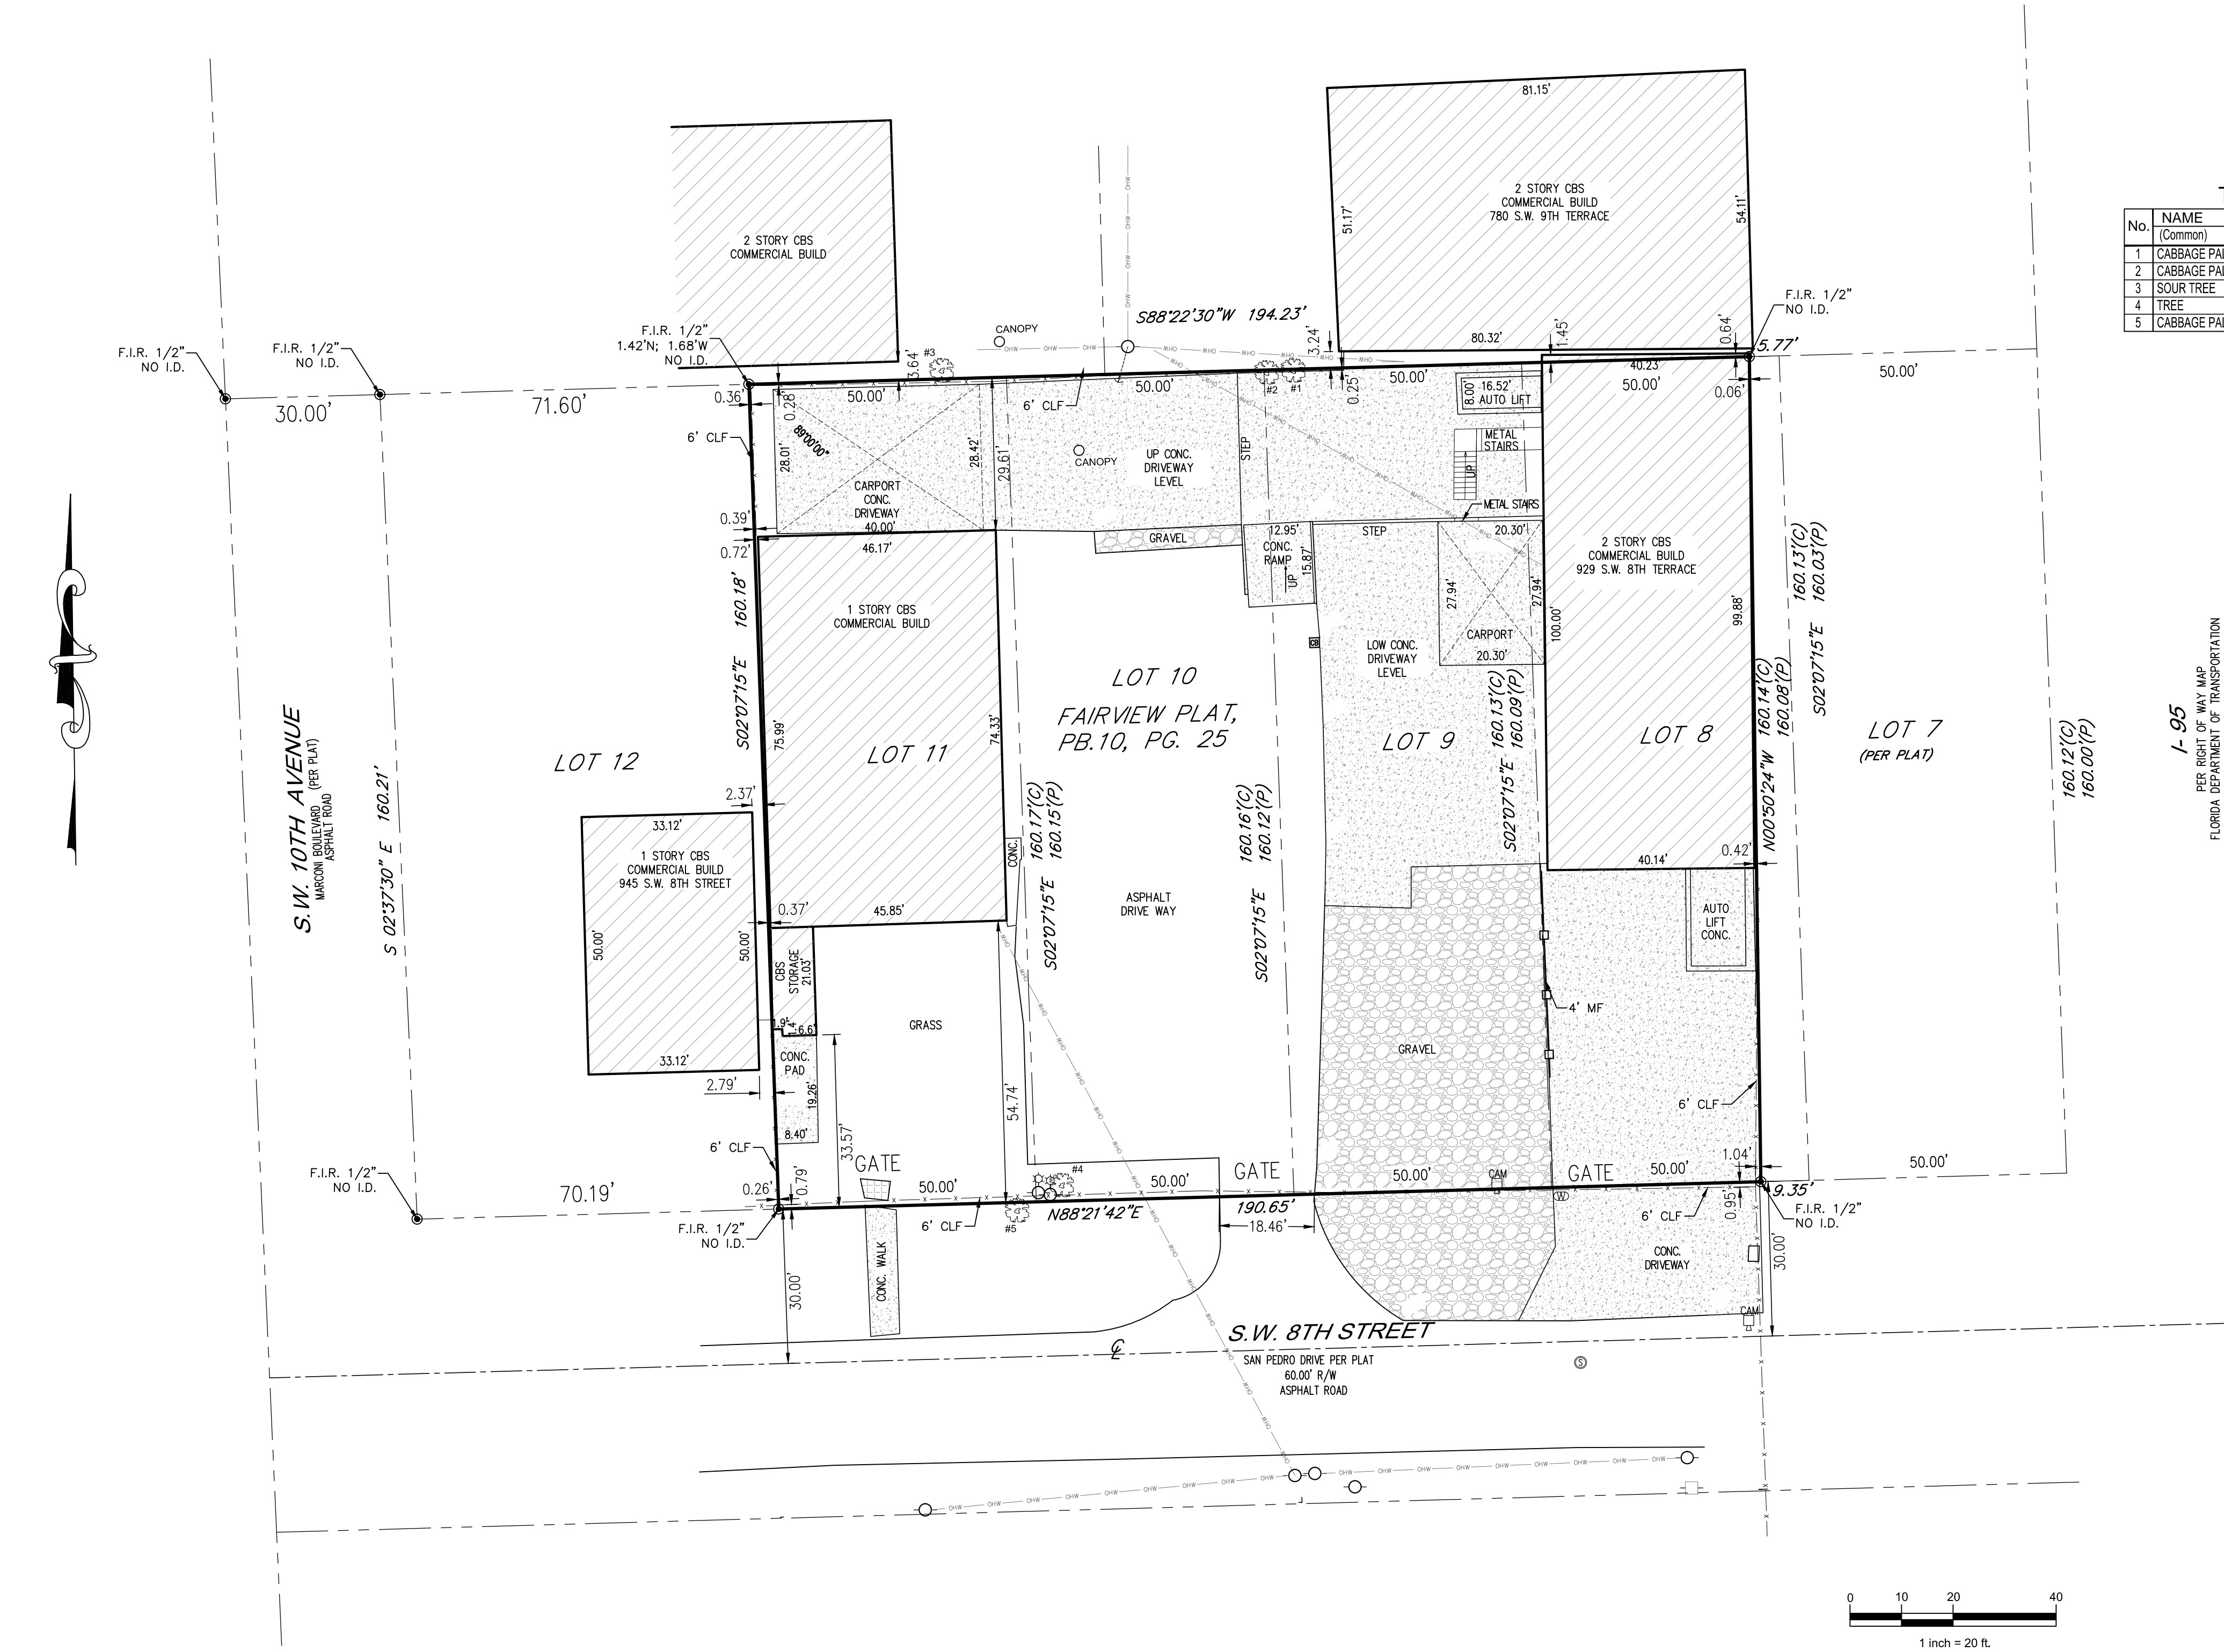 81.15'
2 STORY CBS
COMMERCIAL BUILD
780 S.W. 9TH TERRACE
51.17'
54.11'
80.32'
2 STORY CBS
COMMERCIAL BUILD
No.
NAME
(Common)
1 CABBAGE
2 CABBAGE
3 SOUR TREE
4 TREE
5 CABBAGE
F.I.R. 1/2"
NO I.D.
F.I.R. 1/2"
NO I.D.
F.I.R. 1/2"
1.42'N; 1.68'W
NO I.D.
F.I.R. 1/2"
NO I.D.
CANOPY
S88°22'30"W 194.23'
3.24'
1.45'
0.64'
5.77'
3.64'
#3
#2
#1
30.00'
71.60'
0.36'
0.28'
50.00'
6' CLF
50.00'
0.25'
50.00'
40.23'
50.00'
0.06'
50.00'
6' CLF
89°00'00"
28.01'
28.42'
29.61'
CANOPY
UP CONC.
DRIVEWAY
LEVEL
STEP
8.00'
16.52'
AUTO LIFT
METAL
STAIRS
UP
METAL STAIRS
CARPORT
CONC.
DRIVEWAY
40.00'
0.39'
0.72'
46.17'
GRAVEL
12.95'
CONC.
RAMP
UP
15.87'
STEP
20.30'
27.94'
27.94'
CARPORT
20.30'
CB
1 STORY CBS
COMMERCIAL BUILD
LOW CONC.
DRIVEWAY
LEVEL
2 STORY CBS
COMMERCIAL BUILD
929 S.W. 8TH TERRACE
100.00'
99.88'
S02°07'15"E 160.18'
75.99'
74.33'
LOT 12
LOT 11
LOT 10
FAIRVIEW PLAT,
PB.10, PG. 25
LOT 9
LOT 8
LOT 7
(PER PLAT)
160.13'(C)
160.03'(P)
S02°07'15"E
160.12'(C)
160.00'(P)
I-95
PER RIGHT OF WAY MAP
FLORIDA DEPARTMENT OF TRANSPORTATION
S.W. 10TH AVENUE
MARCONI BOULEVARD (PER PLAT)
ASPHALT ROAD
S 02°37'30" E 160.21'
S02°07'15"E
160.17'(C)
160.15'(P)
S02°07'15"E
160.16'(C)
160.12'(P)
S02°07'15"E
160.13'(C)
160.09'(P)
N00°50'24"W
160.14'(C)
160.08'(P)
2.37'
33.12'
1 STORY CBS
COMMERCIAL BUILD
945 S.W. 8TH STREET
50.00'
50.00'
33.12'
2.79'
0.37'
45.85'
CONC.
ASPHALT
DRIVE WAY
40.14'
0.42'
AUTO
LIFT
CONC.
CBS
STORAGE
21.03'
1.9'
1.4'
6.6'
GRASS
CONC.
PAD
19.26'
8.40'
33.57'
54.74'
4' MF
GRAVEL
6' CLF
6' CLF
GATE
GATE
GATE
F.I.R. 1/2"
NO I.D.
70.19'
0.26'
0.79'
50.00'
#4
50.00'
50.00'
CAM
50.00'
1.04'
9.35'
50.00'
F.I.R. 1/2"
NO I.D.
6' CLF
#5
N88°21'42"E
190.65'
18.46'
W
6' CLF
0.95'
F.I.R. 1/2"
NO I.D.
30.00'
CONC. WALK
CONC.
DRIVEWAY
30.00'
CAM
S.W. 8TH STREET
SAN PEDRO DRIVE PER PLAT
60.00' R/W
ASPHALT ROAD
S
OHW
0 10 20 40
1 inch = 20 ft.